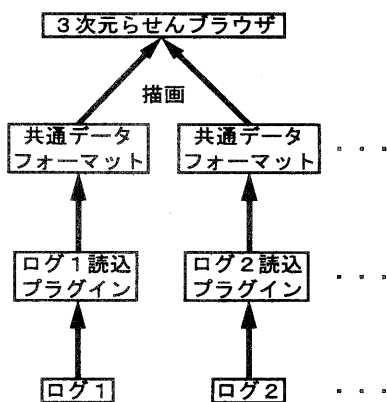 3次元らせんブラウザ
描画
共通データ
フォーマット
共通データ
フォーマット
. . .
ログ1読込
プラグイン
ログ2読込
プラグイン
. . .
ログ1
ログ2
. . .